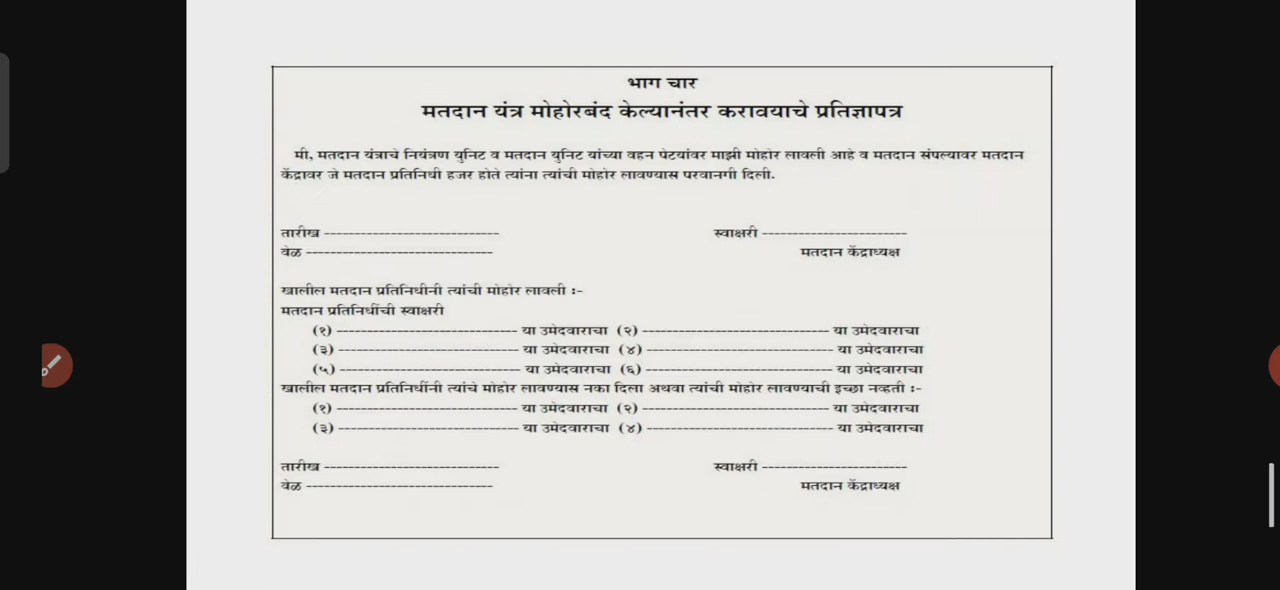 भाग चार
मतदान यंत्र मोहोरबंद केल्यानंतर करावयाचे प्रतिज्ञापत्र
मी, मतदान यंत्राचे नियंत्रण युनिट व मतदान युनिट यांच्या वहन पेटयांवर माझी मोहोर लावली आहे व मतदान संपल्यावर मतदान
केंद्रावर जे मतदान प्रतिनिधी हजर होते त्यांना त्यांची मोहोर लावण्यास परवानगी दिली.
तारीख ----------------------------- स्वाक्षरी ------------------------
वेळ ------------------------------- मतदान केंद्राध्यक्ष
खालील मतदान प्रतिनिधीनी त्यांची मोहोर लावली :-
मतदान प्रतिनिधींची स्वाक्षरी
(१) ------------------------------ या उमेदवाराचा (२) ------------------------------- या उमेदवाराचा
(३) ------------------------------ या उमेदवाराचा (४) ------------------------------- या उमेदवाराचा
(५) ------------------------------ या उमेदवाराचा (६) ------------------------------- या उमेदवाराचा
खालील मतदान प्रतिनिधींनी त्यांचे मोहोर लावण्यास नका दिला अथवा त्यांची मोहोर लावण्याची इच्छा नव्हती :-
(१) ------------------------------ या उमेदवाराचा (२) ------------------------------- या उमेदवाराचा
(३) ------------------------------ या उमेदवाराचा (४) ------------------------------- या उमेदवाराचा
तारीख ----------------------------- स्वाक्षरी ------------------------
वेळ ------------------------------- मतदान केंद्राध्यक्ष